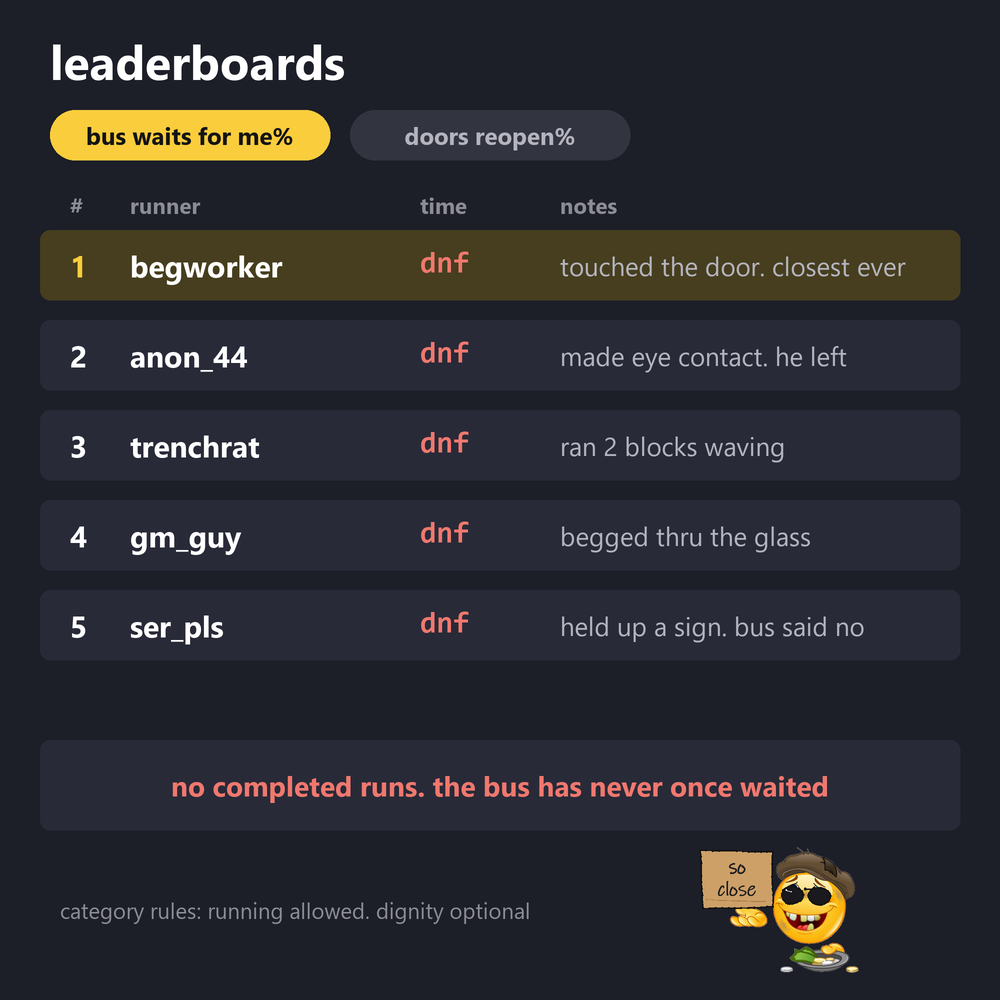 leaderboards
bus waits for me% doors reopen%
# runner time notes
1 begworker dnf touched the door. closest ever
2 anon_44 dnf made eye contact. he left
3 trenchrat dnf ran 2 blocks waving
4 gm_guy dnf begged thru the glass
5 ser_pls dnf held up a sign. bus said no
no completed runs. the bus has never once waited
so
close
category rules: running allowed. dignity optional